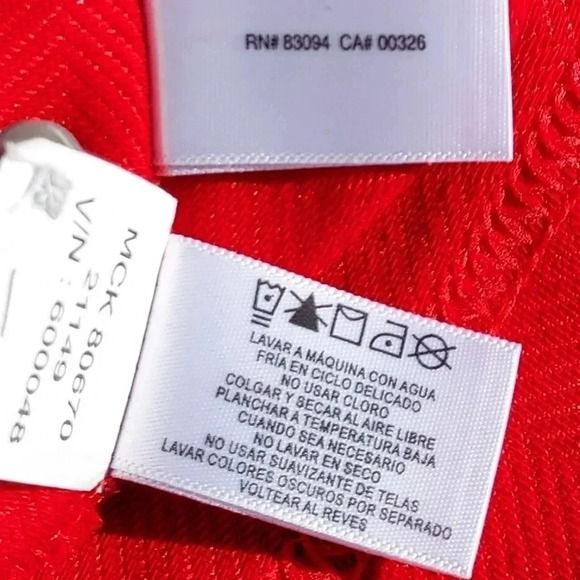 RN# 83094 CA# 00326
MCK 80670
21149
V/N : 600048
LAVAR A MÁQUINA CON AGUA
FRÍA EN CICLO DELICADO
NO USAR CLORO
COLGAR Y SECAR AL AIRE LIBRE
PLANCHAR A TEMPERATURA BAJA
CUANDO SEA NECESARIO
NO LAVAR EN SECO
NO USAR SUAVIZANTE DE TELAS
LAVAR COLORES OSCUROS POR SEPARADO
VOLTEAR AL REVES